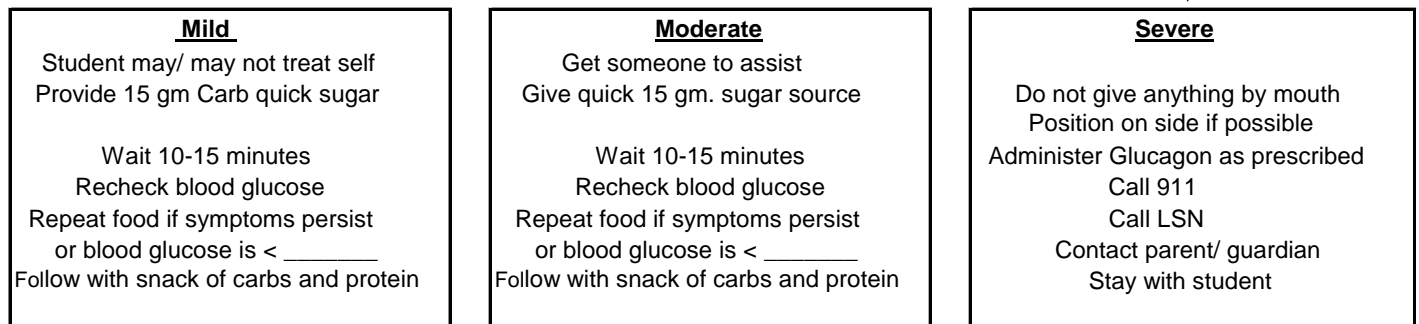 Mild
Student may/ may not treat self
Provide 15 gm Carb quick sugar
Wait 10-15 minutes
Recheck blood glucose
Repeat food if symptoms persist
or blood glucose is < _______
Follow with snack of carbs and protein
Moderate
Get someone to assist
Give quick 15 gm. sugar source
Wait 10-15 minutes
Recheck blood glucose
Repeat food if symptoms persist
or blood glucose is < _______
Follow with snack of carbs and protein
Severe
Do not give anything by mouth
Position on side if possible
Administer Glucagon as prescribed
Call 911
Call LSN
Contact parent/ guardian
Stay with student